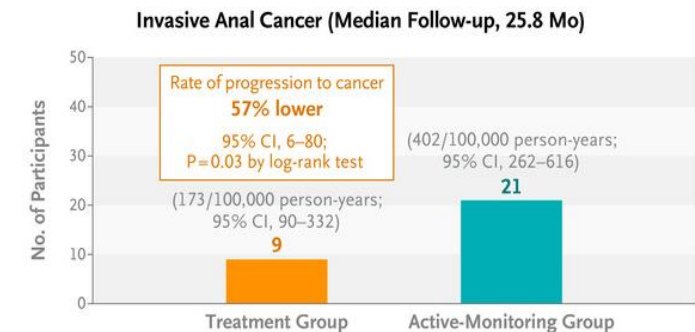 Invasive Anal Cancer (Median Follow-up, 25.8 Mo)
No. of Participants
50
40
30
20
10
0
Rate of progression to cancer
57% lower
95% CI, 6–80;
P=0.03 by log-rank test
(173/100,000 person-years;
95% CI, 90–332)
9
(402/100,000 person-years;
95% CI, 262–616)
21
Treatment Group
Active-Monitoring Group